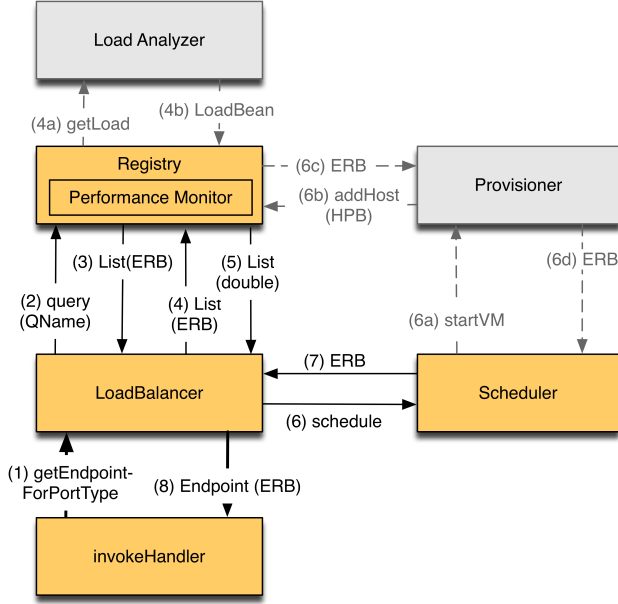 Load Analyzer
(4a) getLoad
(4b) LoadBean
Registry
Performance Monitor
(6c) ERB
(6b) addHost
(HPB)
Provisioner
(2) query
(QName)
(3) List(ERB)
(4) List
(ERB)
(5) List
(double)
(6a) startVM
(6d) ERB
LoadBalancer
(7) ERB
(6) schedule
Scheduler
(1) getEndpoint-
ForPortType
(8) Endpoint (ERB)
invokeHandler